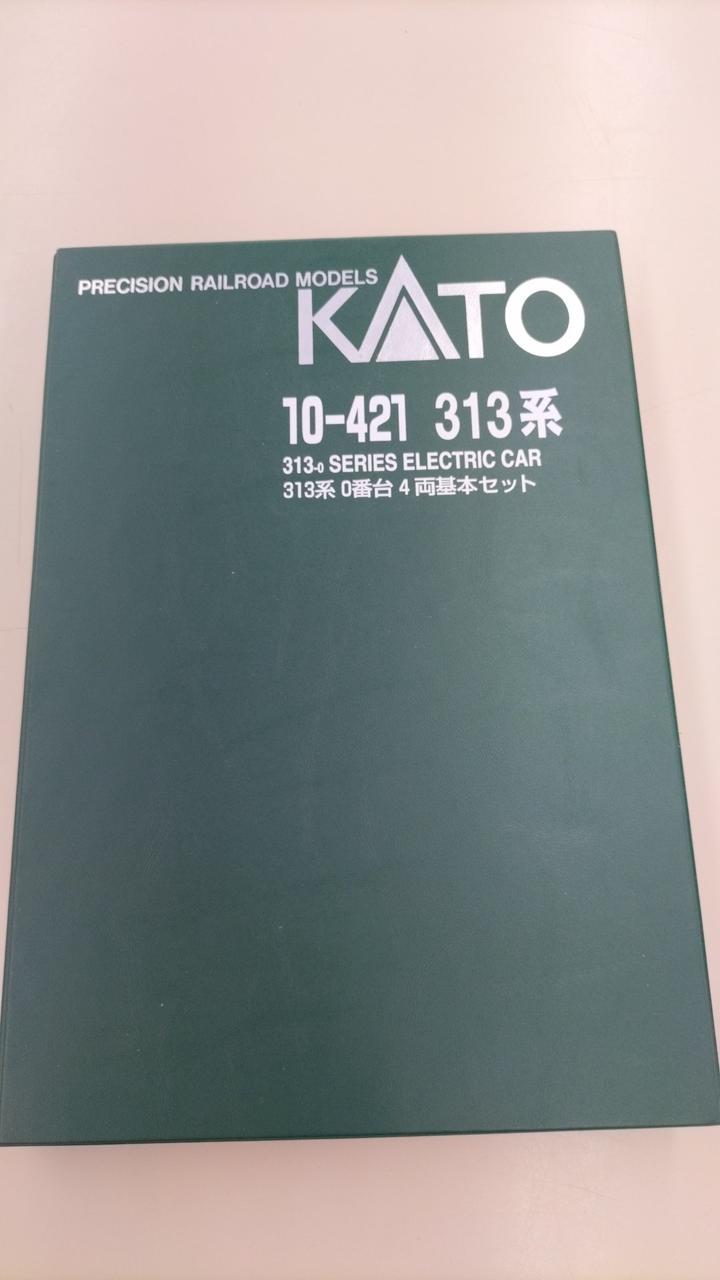 PRECISION RAILROAD MODELS
KATO
10-421 313系
313-0 SERIES ELECTRIC CAR
313系 0番台 4両基本セット